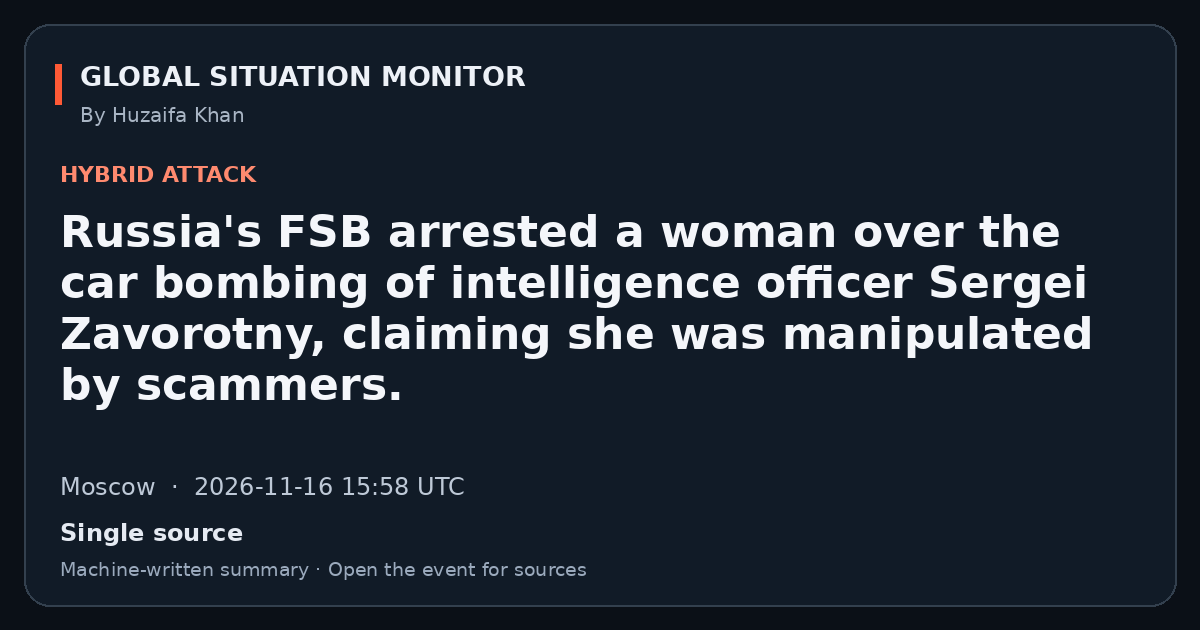 GLOBAL SITUATION MONITOR
By Huzaifa Khan
HYBRID ATTACK
Russia's FSB arrested a woman over the
car bombing of intelligence officer Sergei
Zavorotny, claiming she was manipulated
by scammers.
Moscow · 2026-11-16 15:58 UTC
Single source
Machine-written summary · Open the event for sources